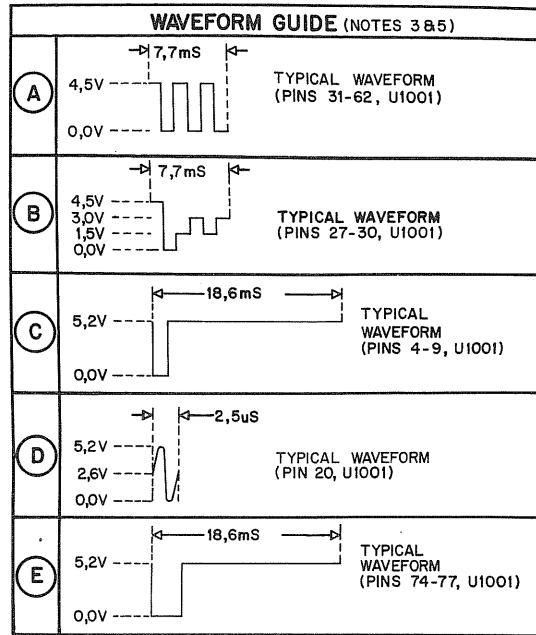 WAVEFORM GUIDE (NOTES 3&5)
A
7,7mS
4,5V
0,0V
TYPICAL WAVEFORM
(PINS 31-62, U1001)
B
7,7mS
4,5V
3,0V
1,5V
0,0V
TYPICAL WAVEFORM
(PINS 27-30, U1001)
C
18,6mS
5,2V
0,0V
TYPICAL
WAVEFORM
(PINS 4-9, U1001)
D
2,5uS
5,2V
2,6V
0,0V
TYPICAL WAVEFORM
(PIN 20, U1001)
E
18,6mS
5,2V
0,0V
TYPICAL
WAVEFORM
(PINS 74-77, U1001)